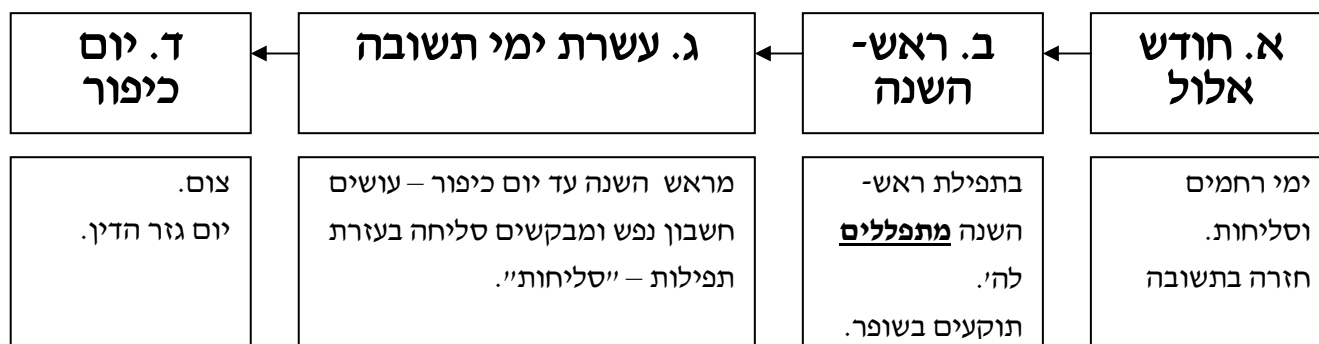 א. חודש
אלול
ב. ראש-
השנה
ג. עשרת ימי תשובה
ד. יום
כיפור
ימי רחמים
וסליחות.
חזרה בתשובה
בתפילת ראש-
השנה מתפללים
לה'.
תוקעים בשופר.
מראש השנה עד יום כיפור – עושים
חשבון נפש ומבקשים סליחה בעזרת
תפילות – "סליחות".
צום.
יום גזר הדין.